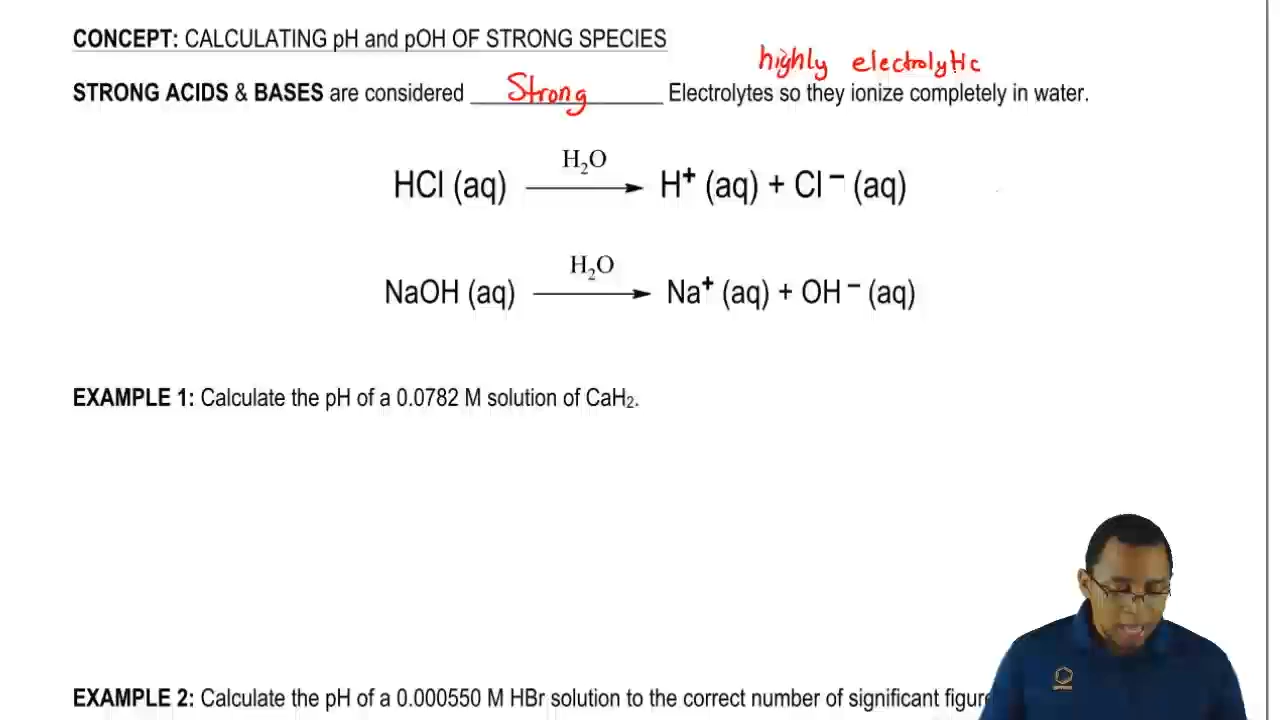 CONCEPT: CALCULATING pH and pOH OF STRONG SPECIES
highly electrolytic
STRONG ACIDS & BASES are considered Strong Electrolytes so they ionize completely in water.
H₂O
HCl (aq) → H⁺ (aq) + Cl⁻ (aq)
H₂O
NaOH (aq) → Na⁺ (aq) + OH⁻ (aq)
EXAMPLE 1: Calculate the pH of a 0.0782 M solution of CaH₂.
EXAMPLE 2: Calculate the pH of a 0.000550 M HBr solution to the correct number of significant figure